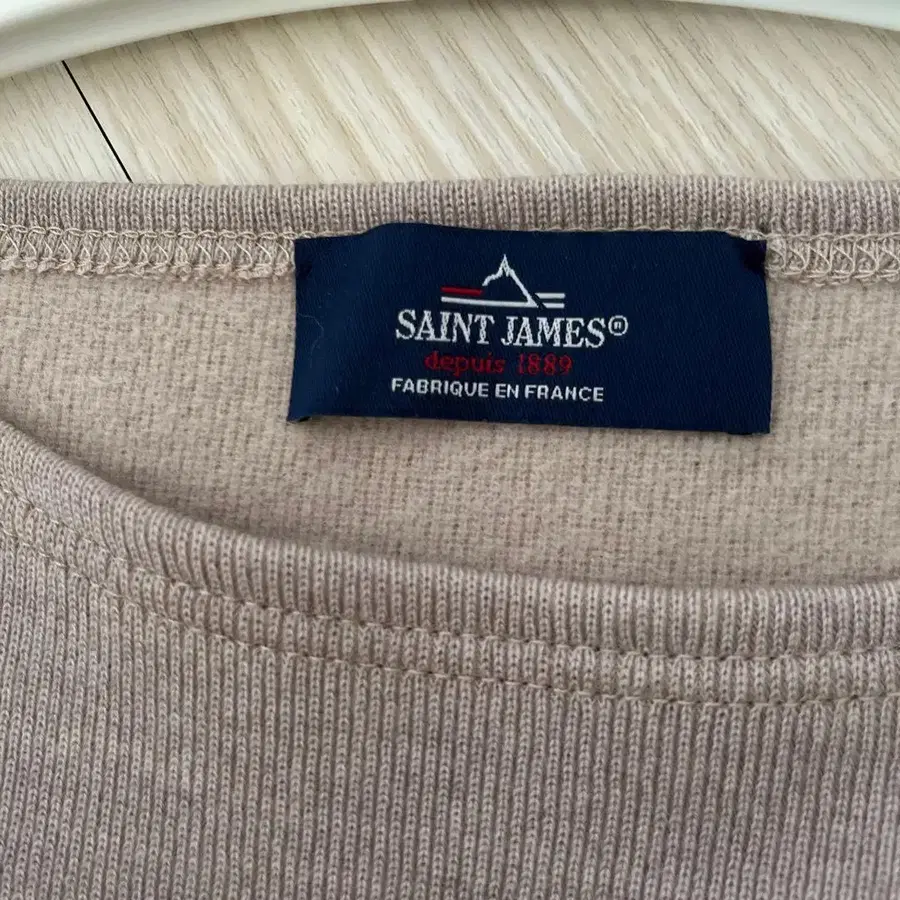 SAINT JAMES®
depuis 1889
FABRIQUE EN FRANCE